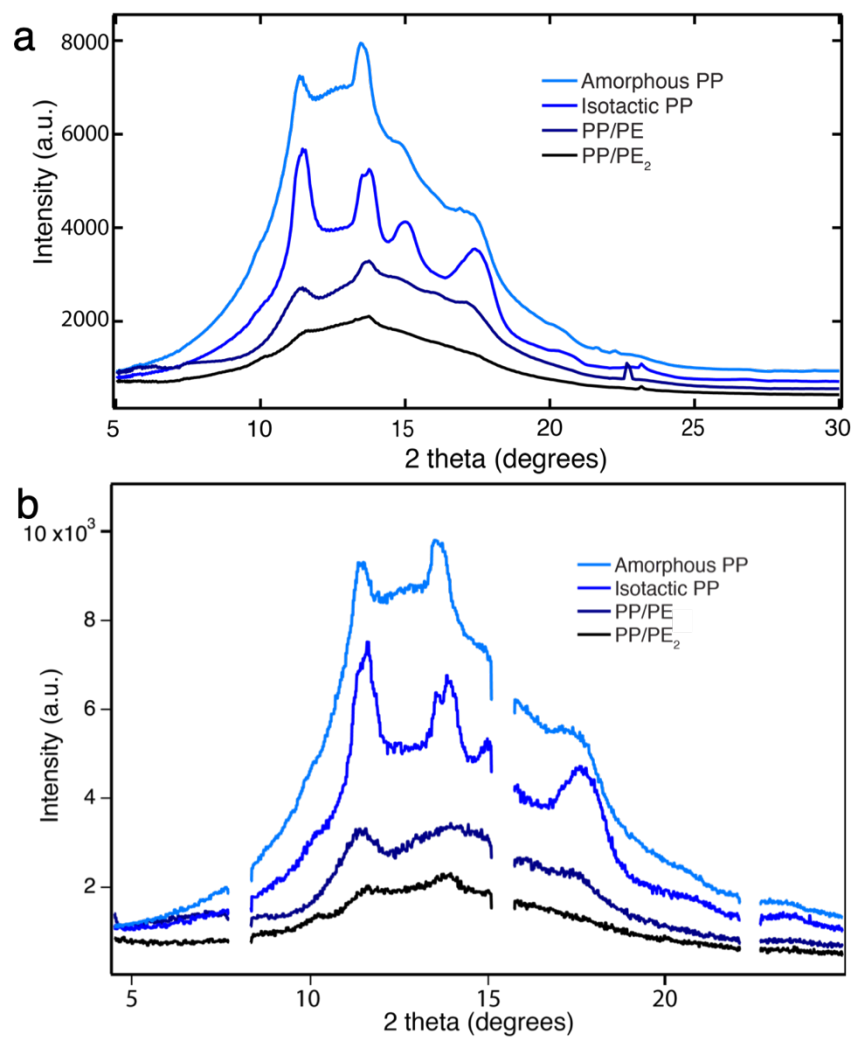 a
8000
6000
4000
2000
Intensity (a.u.)
Amorphous PP
Isotactic PP
PP/PE
PP/PE₂
5 10 15 20 25 30
2 theta (degrees)
b
10 x10³
8
6
4
2
Intensity (a.u.)
Amorphous PP
Isotactic PP
PP/PE
PP/PE₂
5 10 15 20
2 theta (degrees)